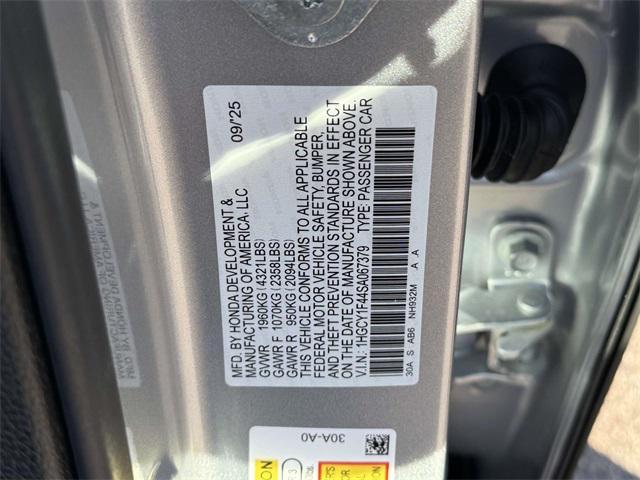 MFD. BY HONDA DEVELOPMENT & 09/'25
MANUFACTURING OF AMERICA, LLC
GVWR 1960KG(4321LBS)
GAWR F 1070KG(2358LBS)
GAWR R 950KG(2094LBS)
THIS VEHICLE CONFORMS TO ALL APPLICABLE
FEDERAL MOTOR VEHICLE SAFETY, BUMPER,
AND THEFT PREVENTION STANDARDS IN EFFECT
ON THE DATE OF MANUFACTURE SHOWN ABOVE.
V.I.N.: 1HGCY1F44SA067379 TYPE: PASSENGER CAR
30A S AB6 NH932M A A
30A-A0